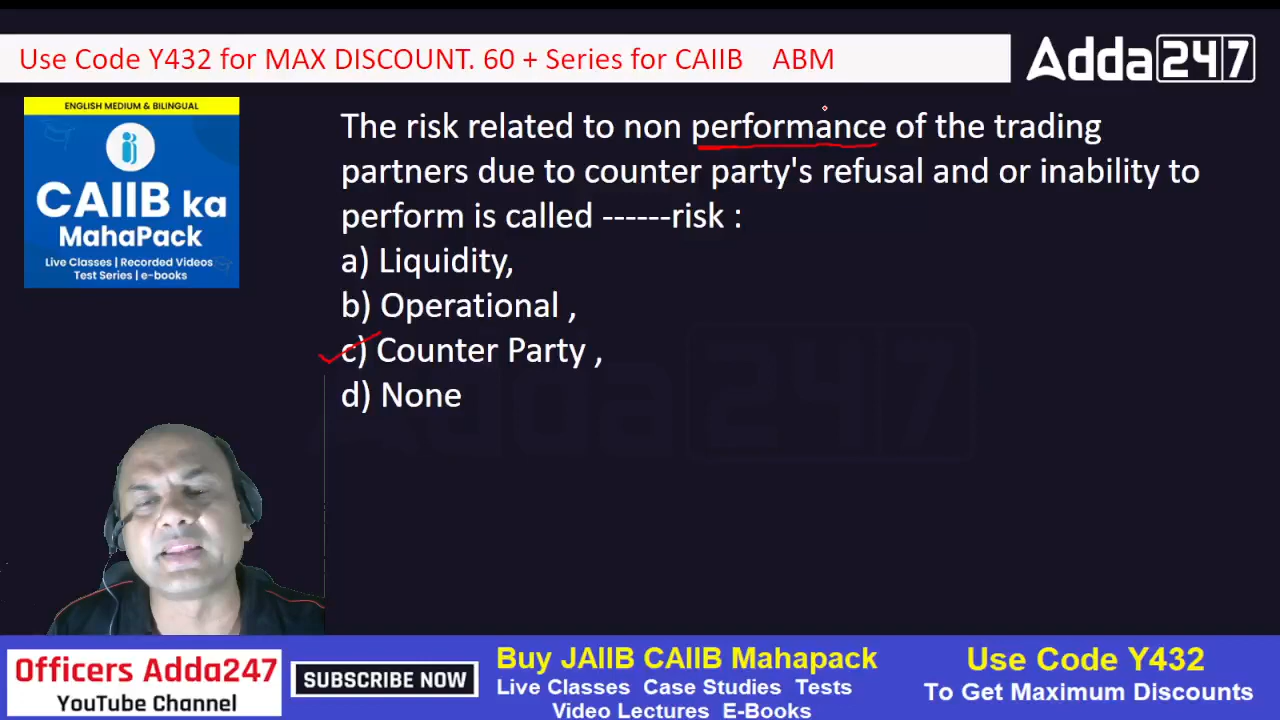 Use Code Y432 for MAX DISCOUNT. 60 + Series for CAIIB ABM
Adda247
ENGLISH MEDIUM & BILINGUAL
CAIIB ka
MahaPack
Live Classes | Recorded Videos
Test Series | e-books
The risk related to non performance of the trading
partners due to counter party's refusal and or inability to
perform is called ------risk :
a) Liquidity,
b) Operational ,
c) Counter Party ,
d) None
Adda247
Officers Adda247
YouTube Channel
SUBSCRIBE NOW
Buy JAIIB CAIIB Mahapack
Live Classes Case Studies Tests
Video Lectures E-Books
Use Code Y432
To Get Maximum Discounts